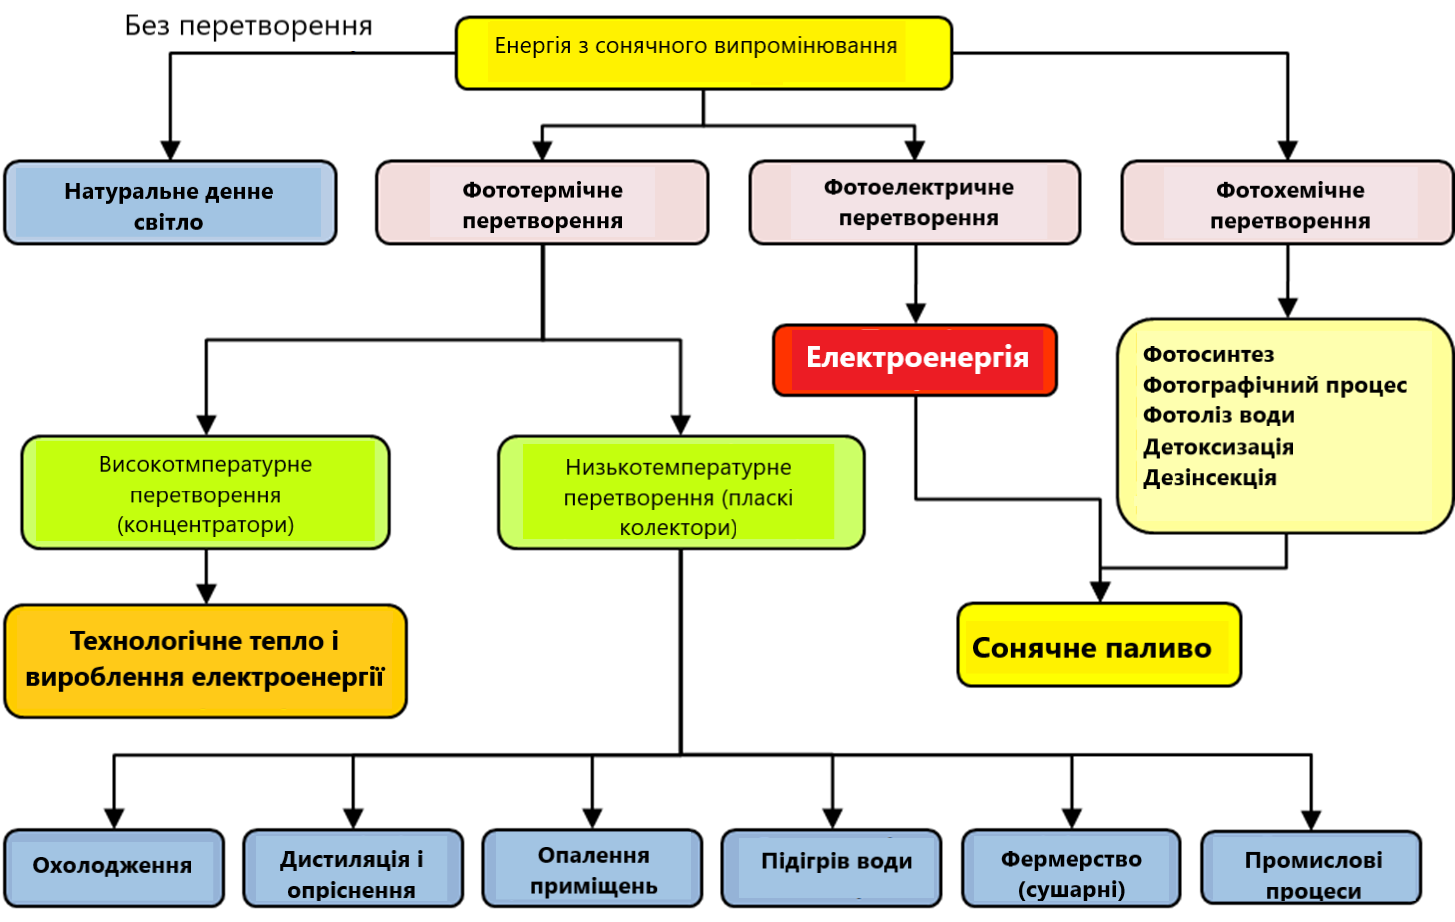 Без перетворення
Енергія з сонячного випромінювання
Натуральне денне
світло
Фототермічне
перетворення
Фотоелектричне
перетворення
Фотохемічне
перетворення
Електроенергія
Фотосинтез
Фотографічний процес
Фотоліз води
Детоксизація
Дезінсекція
Високотмпературне
перетворення
(концентратори)
Низькотемпературне
перетворення (пласкі
колектори)
Технологічне тепло і
вироблення електроенергії
Сонячне паливо
Охолодження
Дистиляція і
опріснення
Опалення
приміщень
Підігрів води
Фермерство
(сушарні)
Промислові
процеси